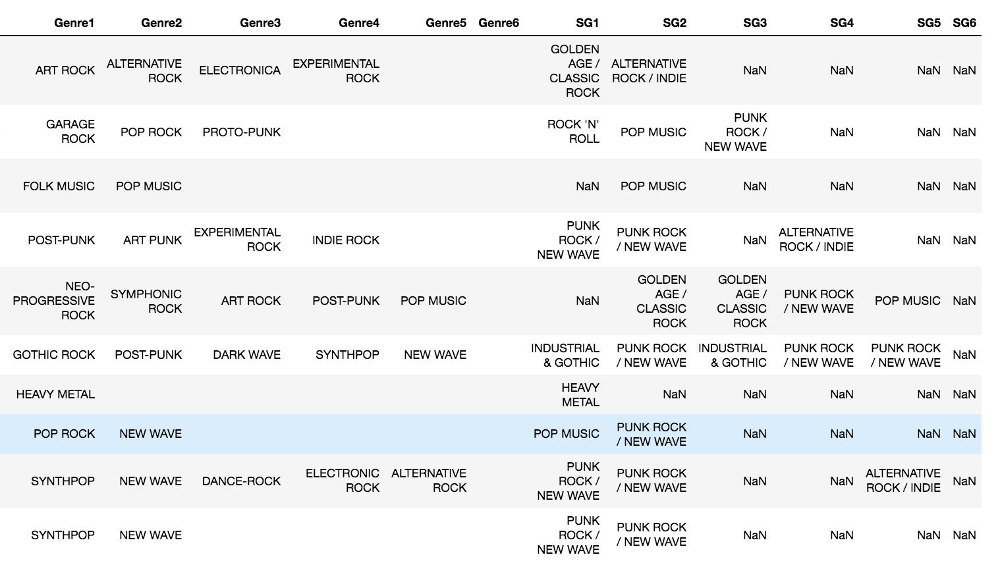 Genre1 Genre2 Genre3 Genre4 Genre5 Genre6 SG1 SG2 SG3 SG4 SG5 SG6
ART ROCK ALTERNATIVE ROCK ELECTRONICA EXPERIMENTAL ROCK GOLDEN AGE / CLASSIC ROCK ALTERNATIVE ROCK / INDIE NaN NaN NaN NaN
GARAGE ROCK POP ROCK PROTO-PUNK ROCK 'N' ROLL POP MUSIC PUNK ROCK / NEW WAVE NaN NaN NaN
FOLK MUSIC POP MUSIC NaN POP MUSIC NaN NaN NaN NaN
POST-PUNK ART PUNK EXPERIMENTAL ROCK INDIE ROCK PUNK ROCK / NEW WAVE PUNK ROCK / NEW WAVE NaN ALTERNATIVE ROCK / INDIE NaN NaN
NEO-PROGRESSIVE ROCK SYMPHONIC ROCK ART ROCK POST-PUNK POP MUSIC NaN GOLDEN AGE / CLASSIC ROCK GOLDEN AGE / CLASSIC ROCK PUNK ROCK / NEW WAVE POP MUSIC NaN
GOTHIC ROCK POST-PUNK DARK WAVE SYNTHPOP NEW WAVE INDUSTRIAL & GOTHIC PUNK ROCK / NEW WAVE INDUSTRIAL & GOTHIC PUNK ROCK / NEW WAVE PUNK ROCK / NEW WAVE NaN
HEAVY METAL HEAVY METAL NaN NaN NaN NaN NaN
POP ROCK NEW WAVE POP MUSIC PUNK ROCK / NEW WAVE NaN NaN NaN NaN
SYNTHPOP NEW WAVE DANCE-ROCK ELECTRONIC ROCK ALTERNATIVE ROCK PUNK ROCK / NEW WAVE PUNK ROCK / NEW WAVE NaN NaN ALTERNATIVE ROCK / INDIE NaN
SYNTHPOP NEW WAVE PUNK ROCK / NEW WAVE PUNK ROCK / NEW WAVE NaN NaN NaN NaN